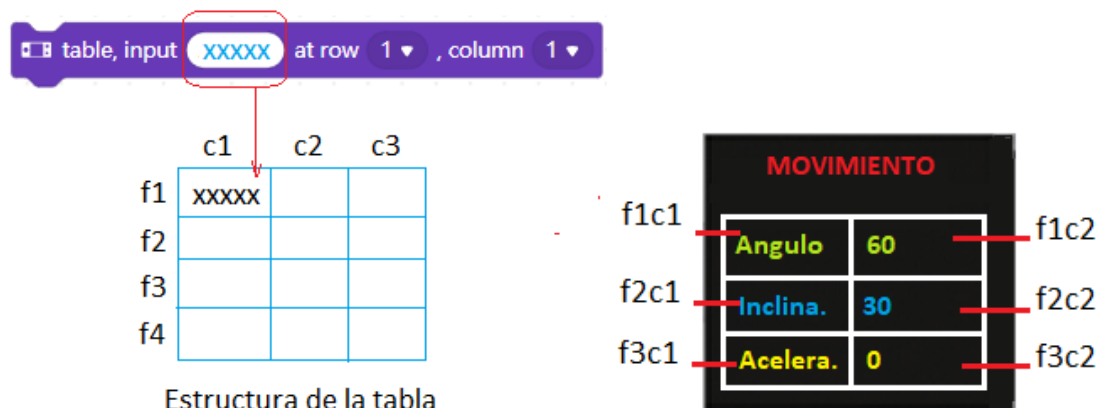 table, input xxxxx at row 1 , column 1
c1 c2 c3
f1 xxxxx
f2
f3
f4
Estructura de la tabla
MOVIMIENTO
f1c1 Angulo 60 f1c2
f2c1 Inclina. 30 f2c2
f3c1 Acelera. 0 f3c2